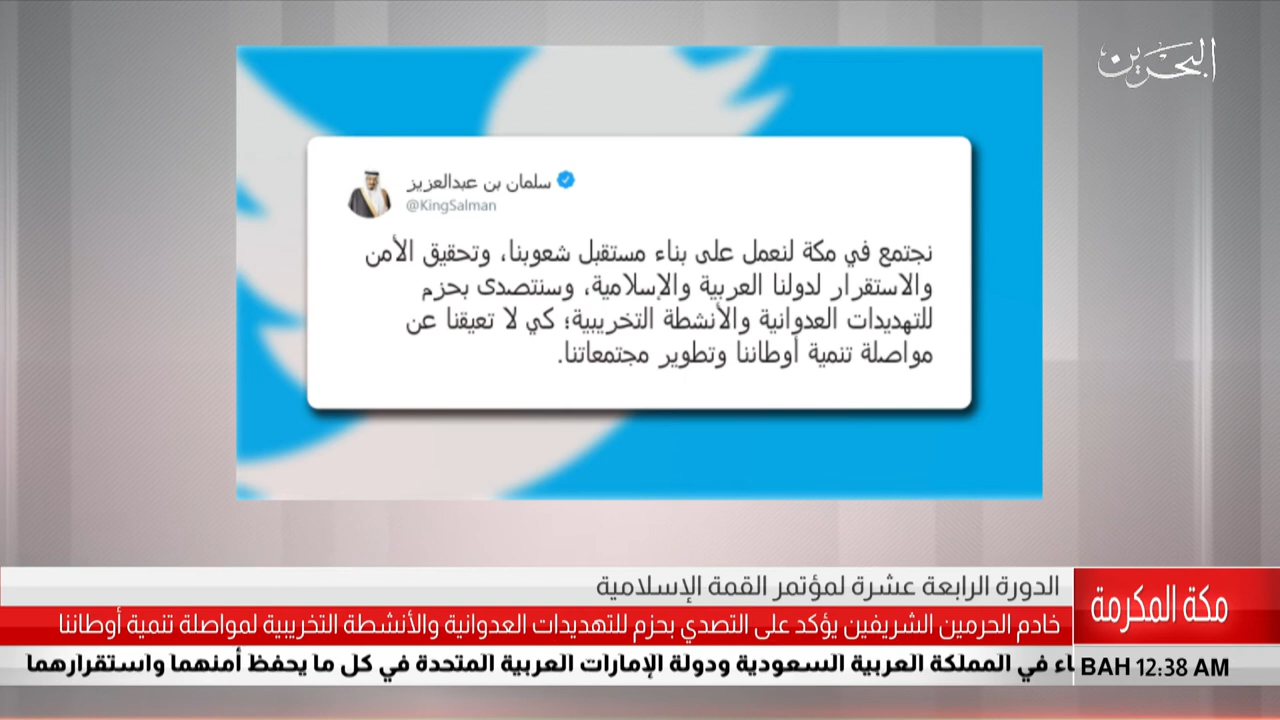 البحرين
سلمان بن عبدالعزيز
@KingSalman
نجتمع في مكة لنعمل على بناء مستقبل شعوبنا، وتحقيق الأمن
والاستقرار لدولنا العربية والإسلامية، وسنتصدى بحزم
للتهديدات العدوانية والأنشطة التخريبية؛ كي لا تعيقنا عن
مواصلة تنمية أوطاننا وتطوير مجتمعاتنا.
الدورة الرابعة عشرة لمؤتمر القمة الإسلامية
مكة المكرمة
خادم الحرمين الشريفين يؤكد على التصدي بحزم للتهديدات العدوانية والأنشطة التخريبية لمواصلة تنمية أوطاننا
في المملكة العربية السعودية ودولة الإمارات العربية المتحدة في كل ما يحفظ أمنهما واستقرارهما
BAH 12:38 AM